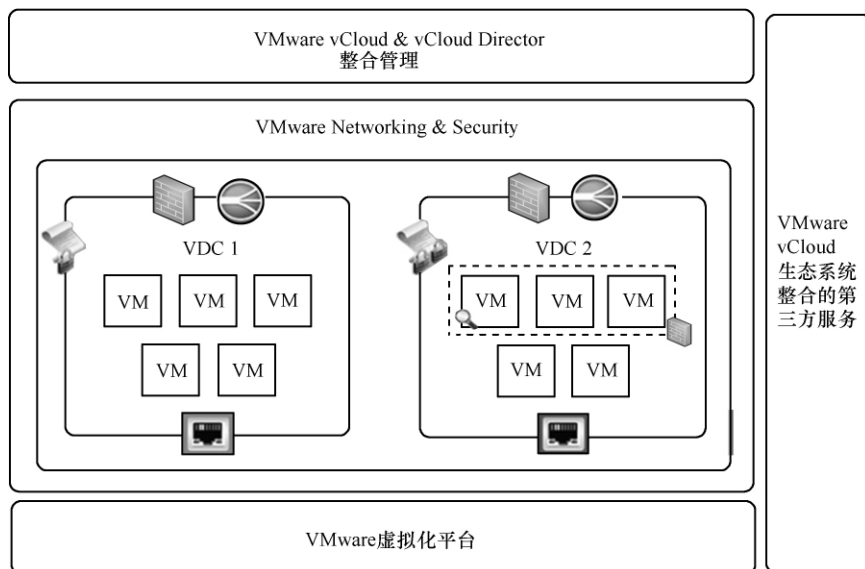 VMware vCloud & vCloud Director
整合管理
VMware Networking & Security
VDC 1
VM VM VM
VM VM
VDC 2
VM VM VM
VM VM
VMware虚拟化平台
VMware
vCloud
生态系统
整合的第
三方服务